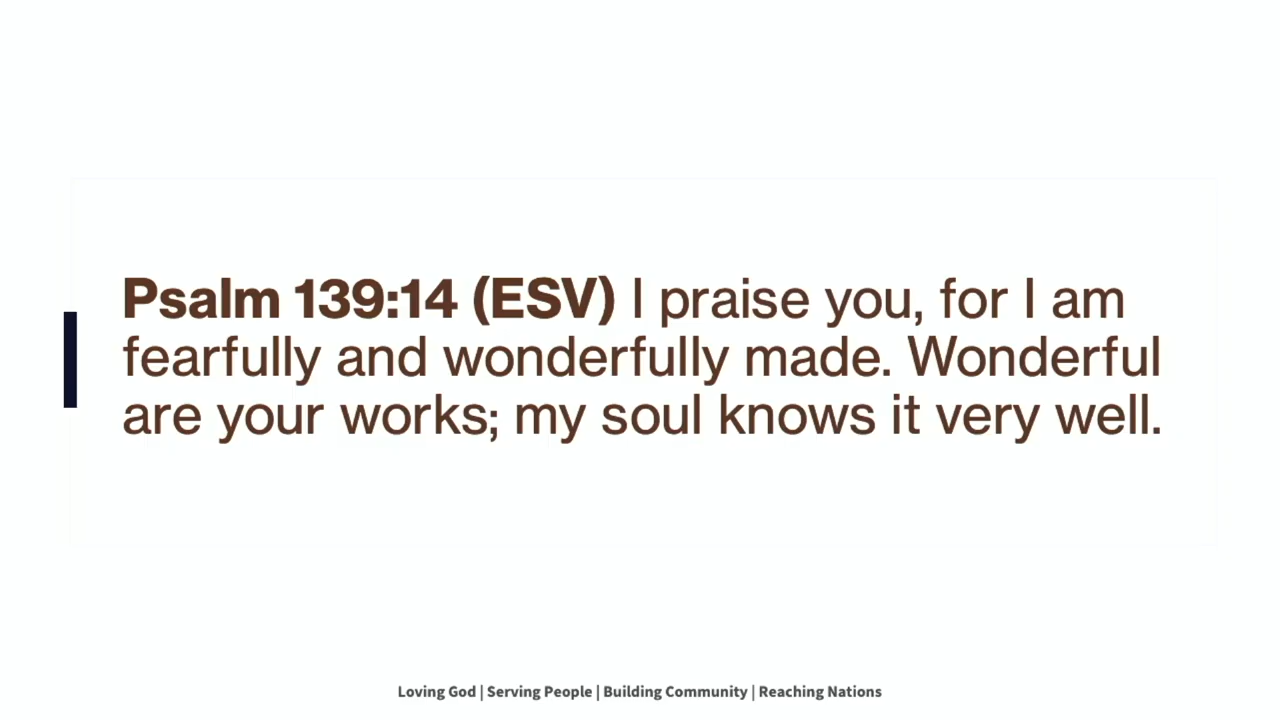 Psalm 139:14 (ESV) I praise you, for I am
fearfully and wonderfully made. Wonderful
are your works; my soul knows it very well.
Loving God | Serving People | Building Community | Reaching Nations